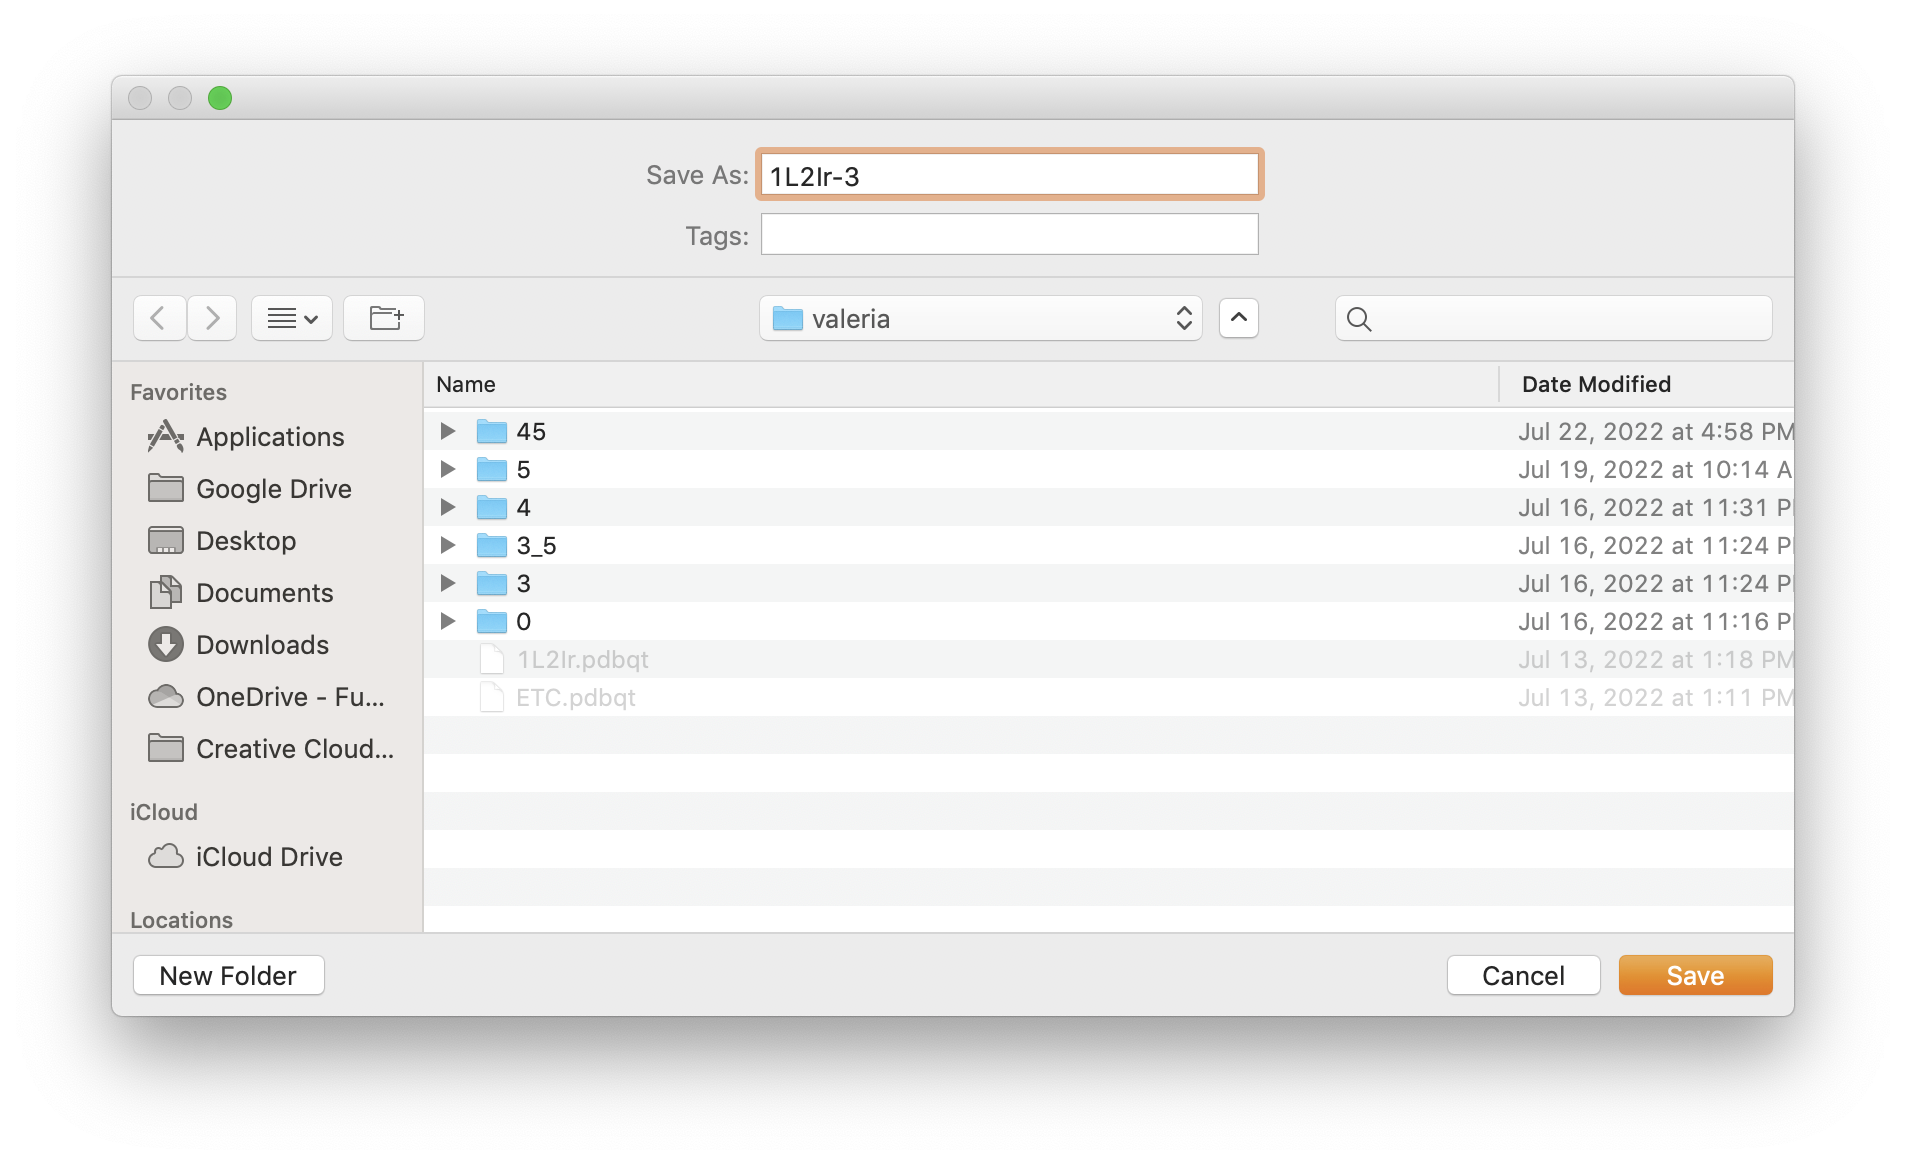 Save As: 1L2Ir-3
Tags:
valeria
Favorites
Applications
Google Drive
Desktop
Documents
Downloads
OneDrive - Fu...
Creative Cloud...
iCloud
iCloud Drive
Locations
Name Date Modified
45 Jul 22, 2022 at 4:58 PM
5 Jul 19, 2022 at 10:14 A
4 Jul 16, 2022 at 11:31 P
3_5 Jul 16, 2022 at 11:24 P
3 Jul 16, 2022 at 11:24 P
0 Jul 16, 2022 at 11:16 P
1L2Ir.pdbqt Jul 13, 2022 at 1:18 PM
ETC.pdbqt Jul 13, 2022 at 1:11 PM
New Folder Cancel Save